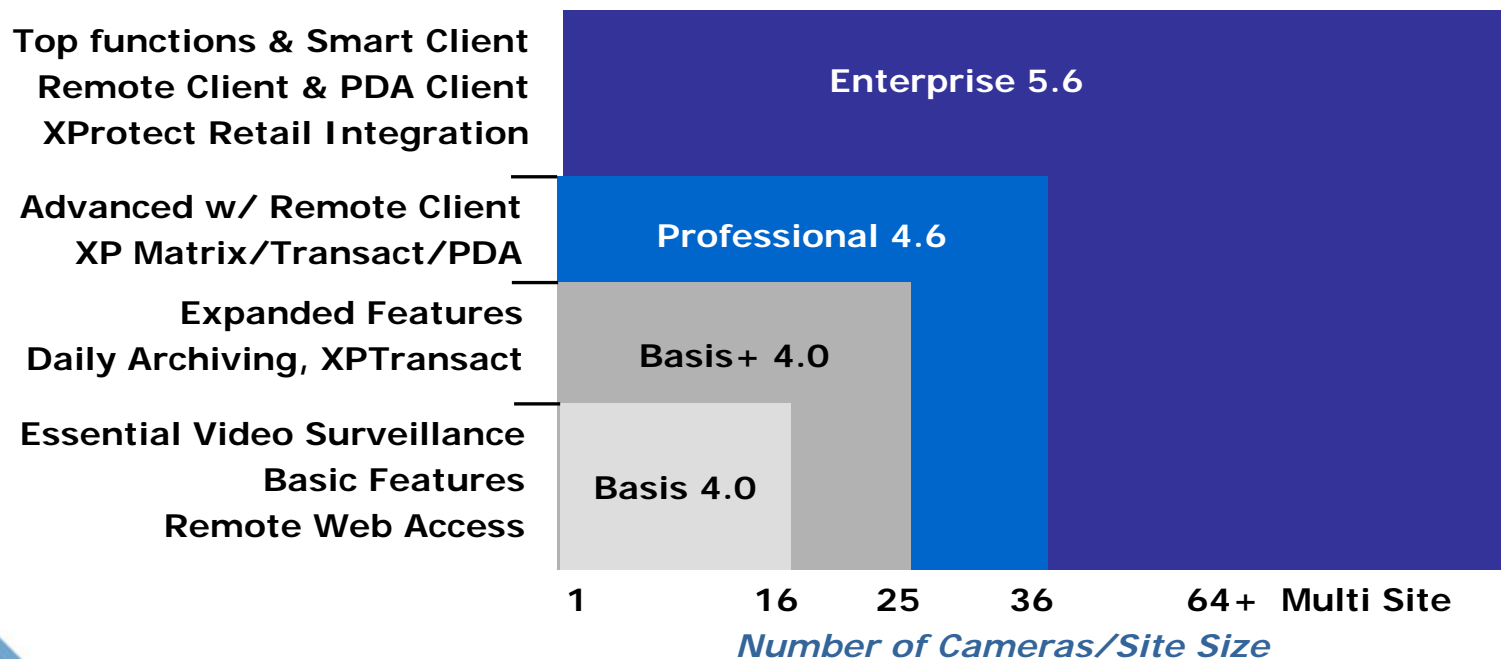 Top functions & Smart Client
Remote Client & PDA Client
XProtect Retail Integration
Enterprise 5.6
Advanced w/ Remote Client
XP Matrix/Transact/PDA
Professional 4.6
Expanded Features
Daily Archiving, XPTransact
Basis+ 4.0
Essential Video Surveillance
Basic Features
Remote Web Access
Basis 4.0
1 16 25 36 64+ Multi Site
Number of Cameras/Site Size